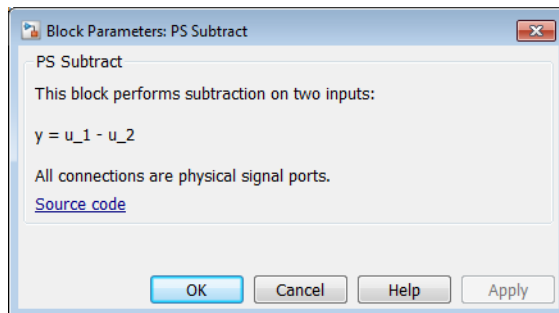 Block Parameters: PS Subtract
PS Subtract
This block performs subtraction on two inputs:
y = u_1 - u_2
All connections are physical signal ports.
Source code
OK Cancel Help Apply